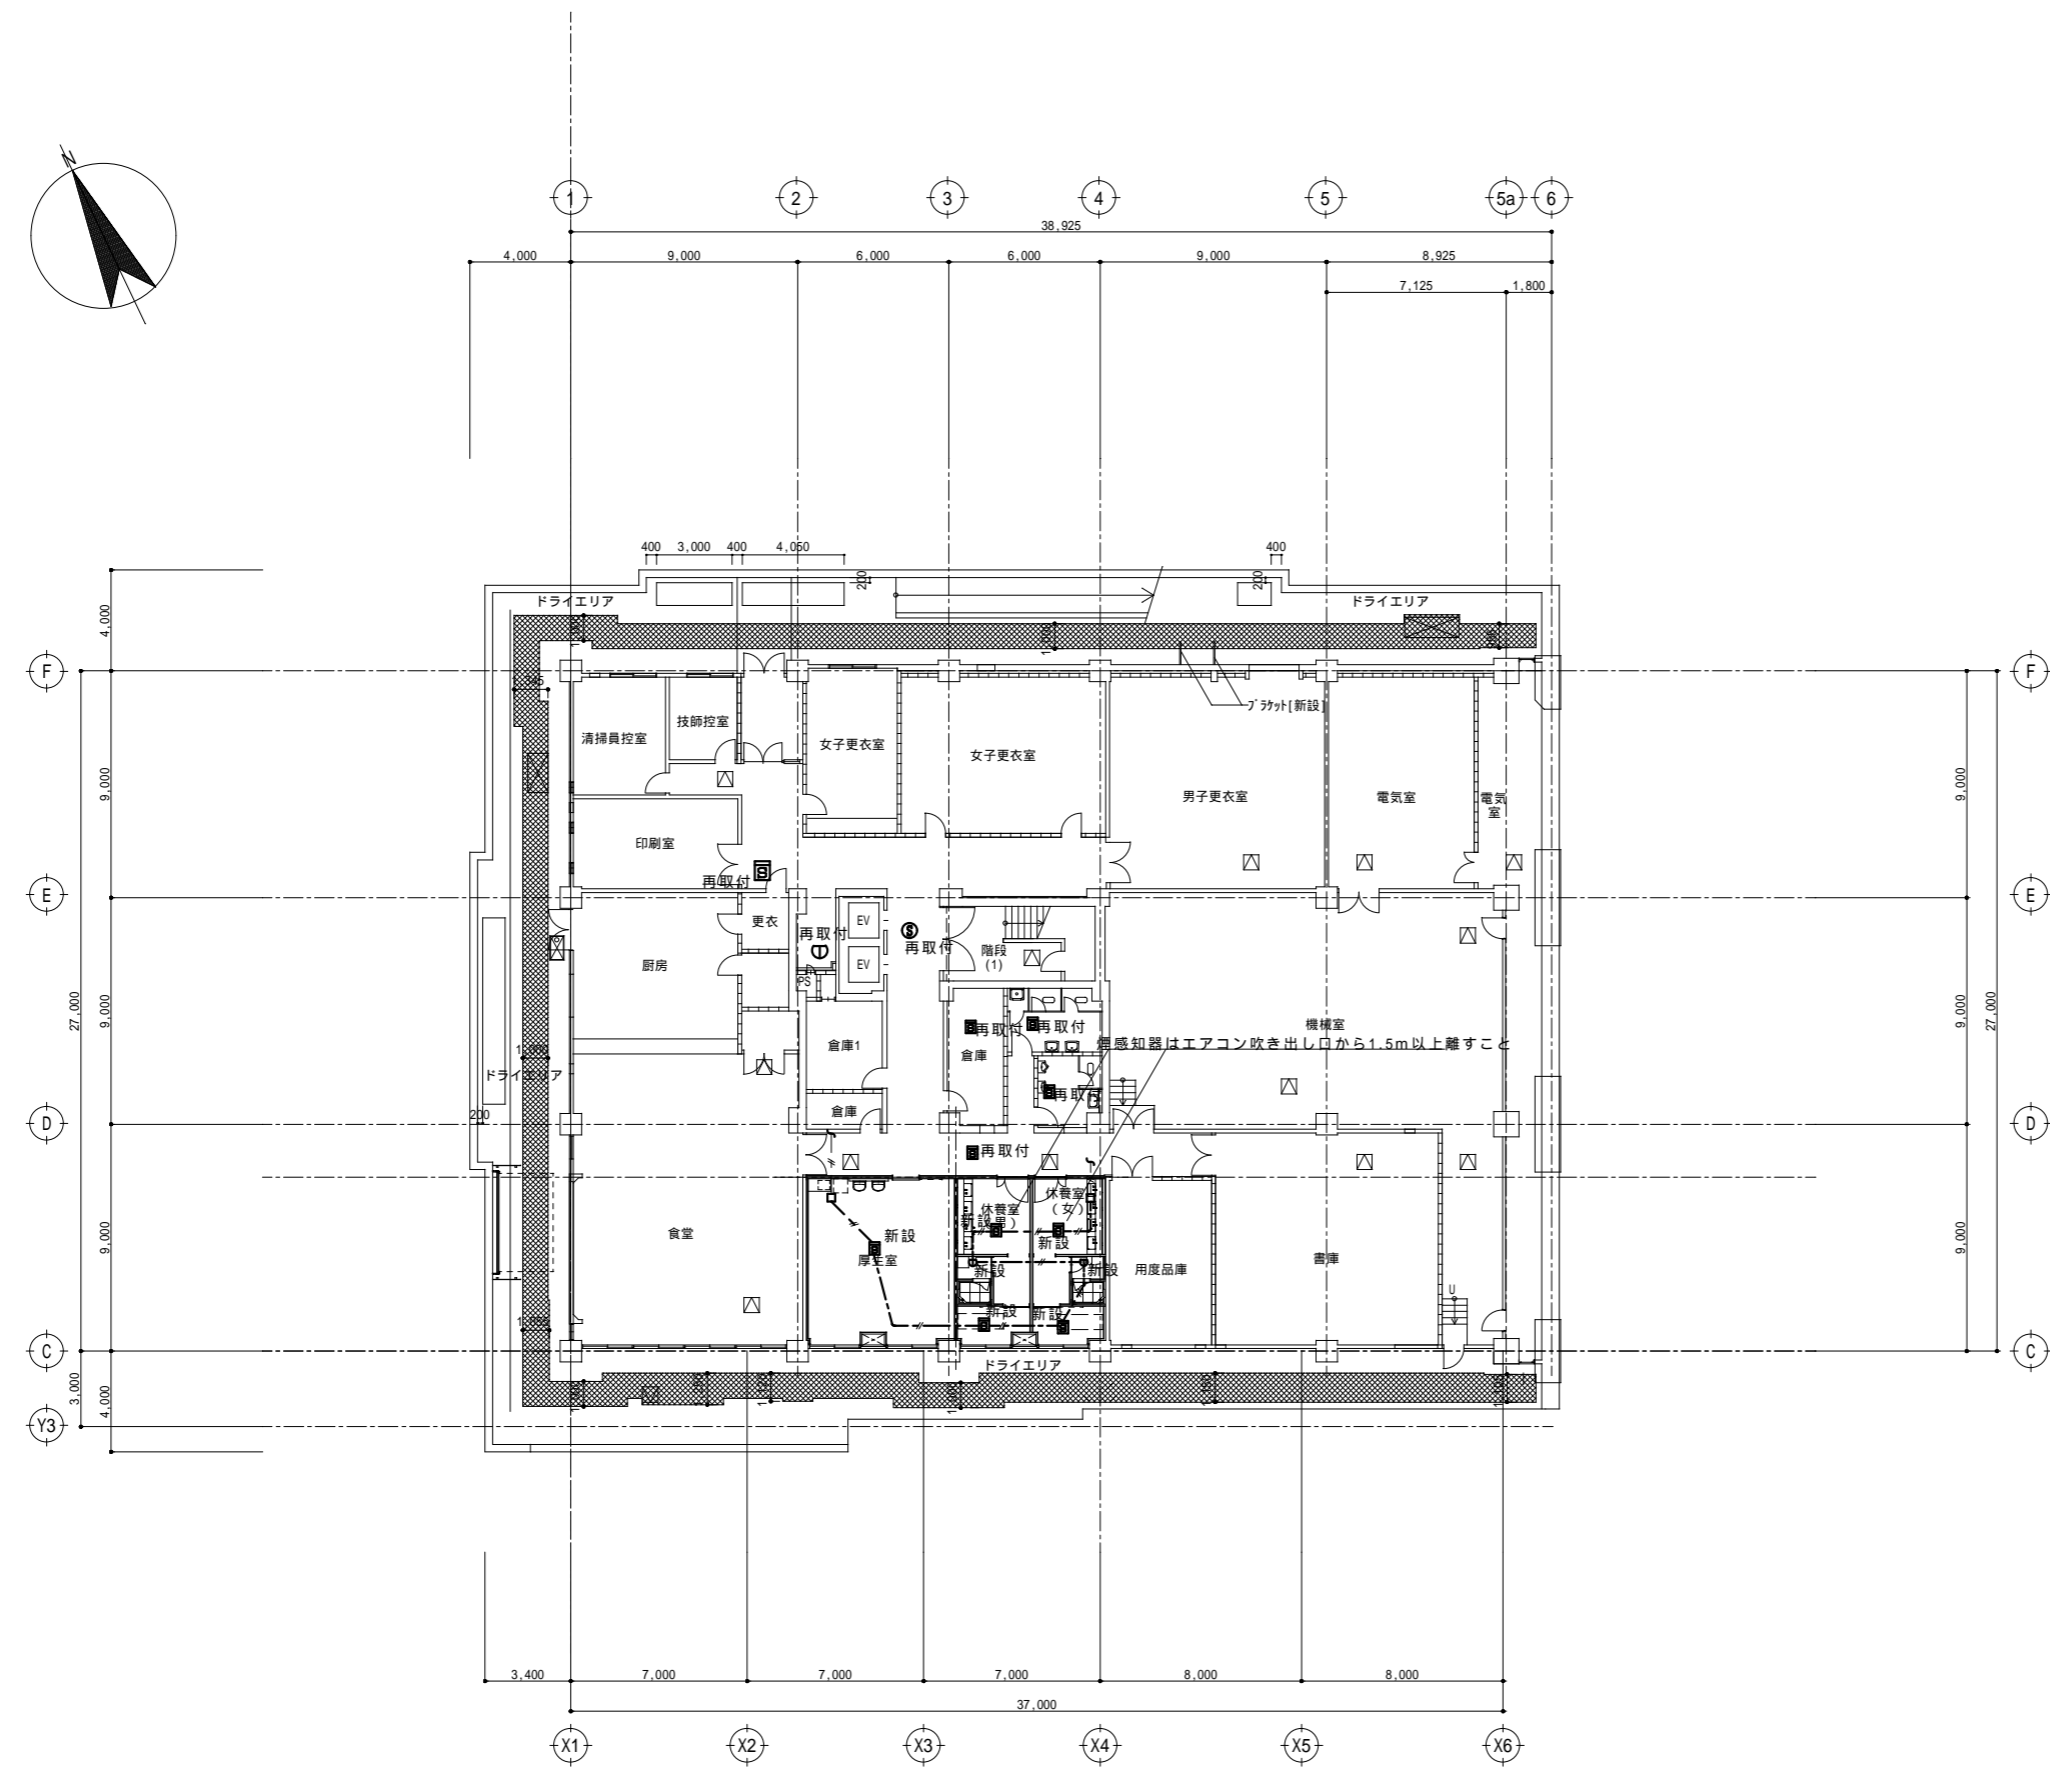 N
1
2
3
4
5
5a
6
38,925
4,000
9,000
6,000
6,000
9,000
8,925
7,125
1,800
400
3,000
400
4,050
400
200
200
ドライエリア
ドライエリア
4,000
F
F
ブラケット[新設]
技師控室
清掃員控室
女子更衣室
女子更衣室
男子更衣室
電気室
電気
室
9,000
9,000
印刷室
再取付
E
E
更衣
再取付
EV
再取付
厨房
EV
階段
(1)
PS
27,000
9,000
9,000
27,000
再取付
再取付
機械室
倉庫1
倉庫
煙感知器はエアコン吹き出し口から1.5m以上離すこと
ドライエリア
再取付
倉庫
200
D
D
再取付
休養室
(女)
休養室
新設
男)
食堂
新設
新設
厚生室
新設
新設
用度品庫
書庫
9,000
9,000
U
新設
新設
C
C
ドライエリア
3,000
4,000
Y3
3,400
7,000
7,000
7,000
8,000
8,000
37,000
X1
X2
X3
X4
X5
X6